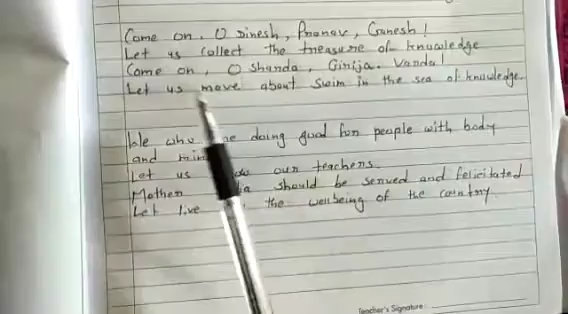 Come on, O Dinesh, Pranav, Ganesh!
Let us collect the treasure of knowledge
Come on, O Sharda, Girija, Vanda!
Let us move about swim in the sea of knowledge.
We who doing good for people with body
and
Let us our teachers
Mother should be served and felicitated
Let live the wellbeing of the country.
Teacher's Signature: